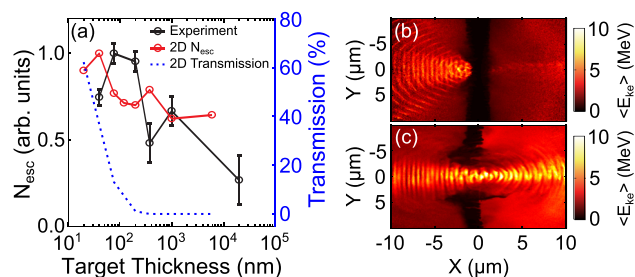 (a)
Experiment
2D N_esc
2D Transmission
N_esc (arb. units)
1.0
0.5
0.0
80
60
40
20
0
Transmission (%)
10^1 10^2 10^3 10^4 10^5
Target Thickness (nm)
(b)
Y (μm)
-5
0
5
10
5
0
<E_ke> (MeV)
(c)
Y (μm)
-5
0
5
10
5
0
<E_ke> (MeV)
-10 -5 0 5 10
X (μm)